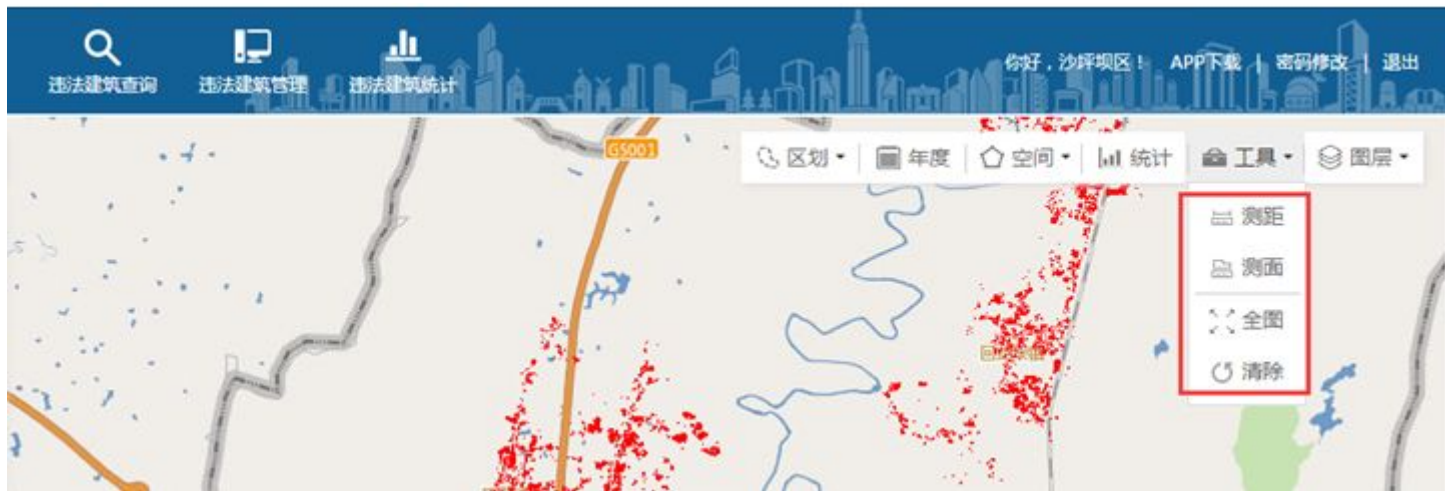 违法建筑查询
违法建筑管理
违法建筑统计
你好，沙坪坝区！ APP下载 | 密码修改 | 退出
G5001
区划 年度 空间 统计 工具 图层
测距
测面
全图
清除